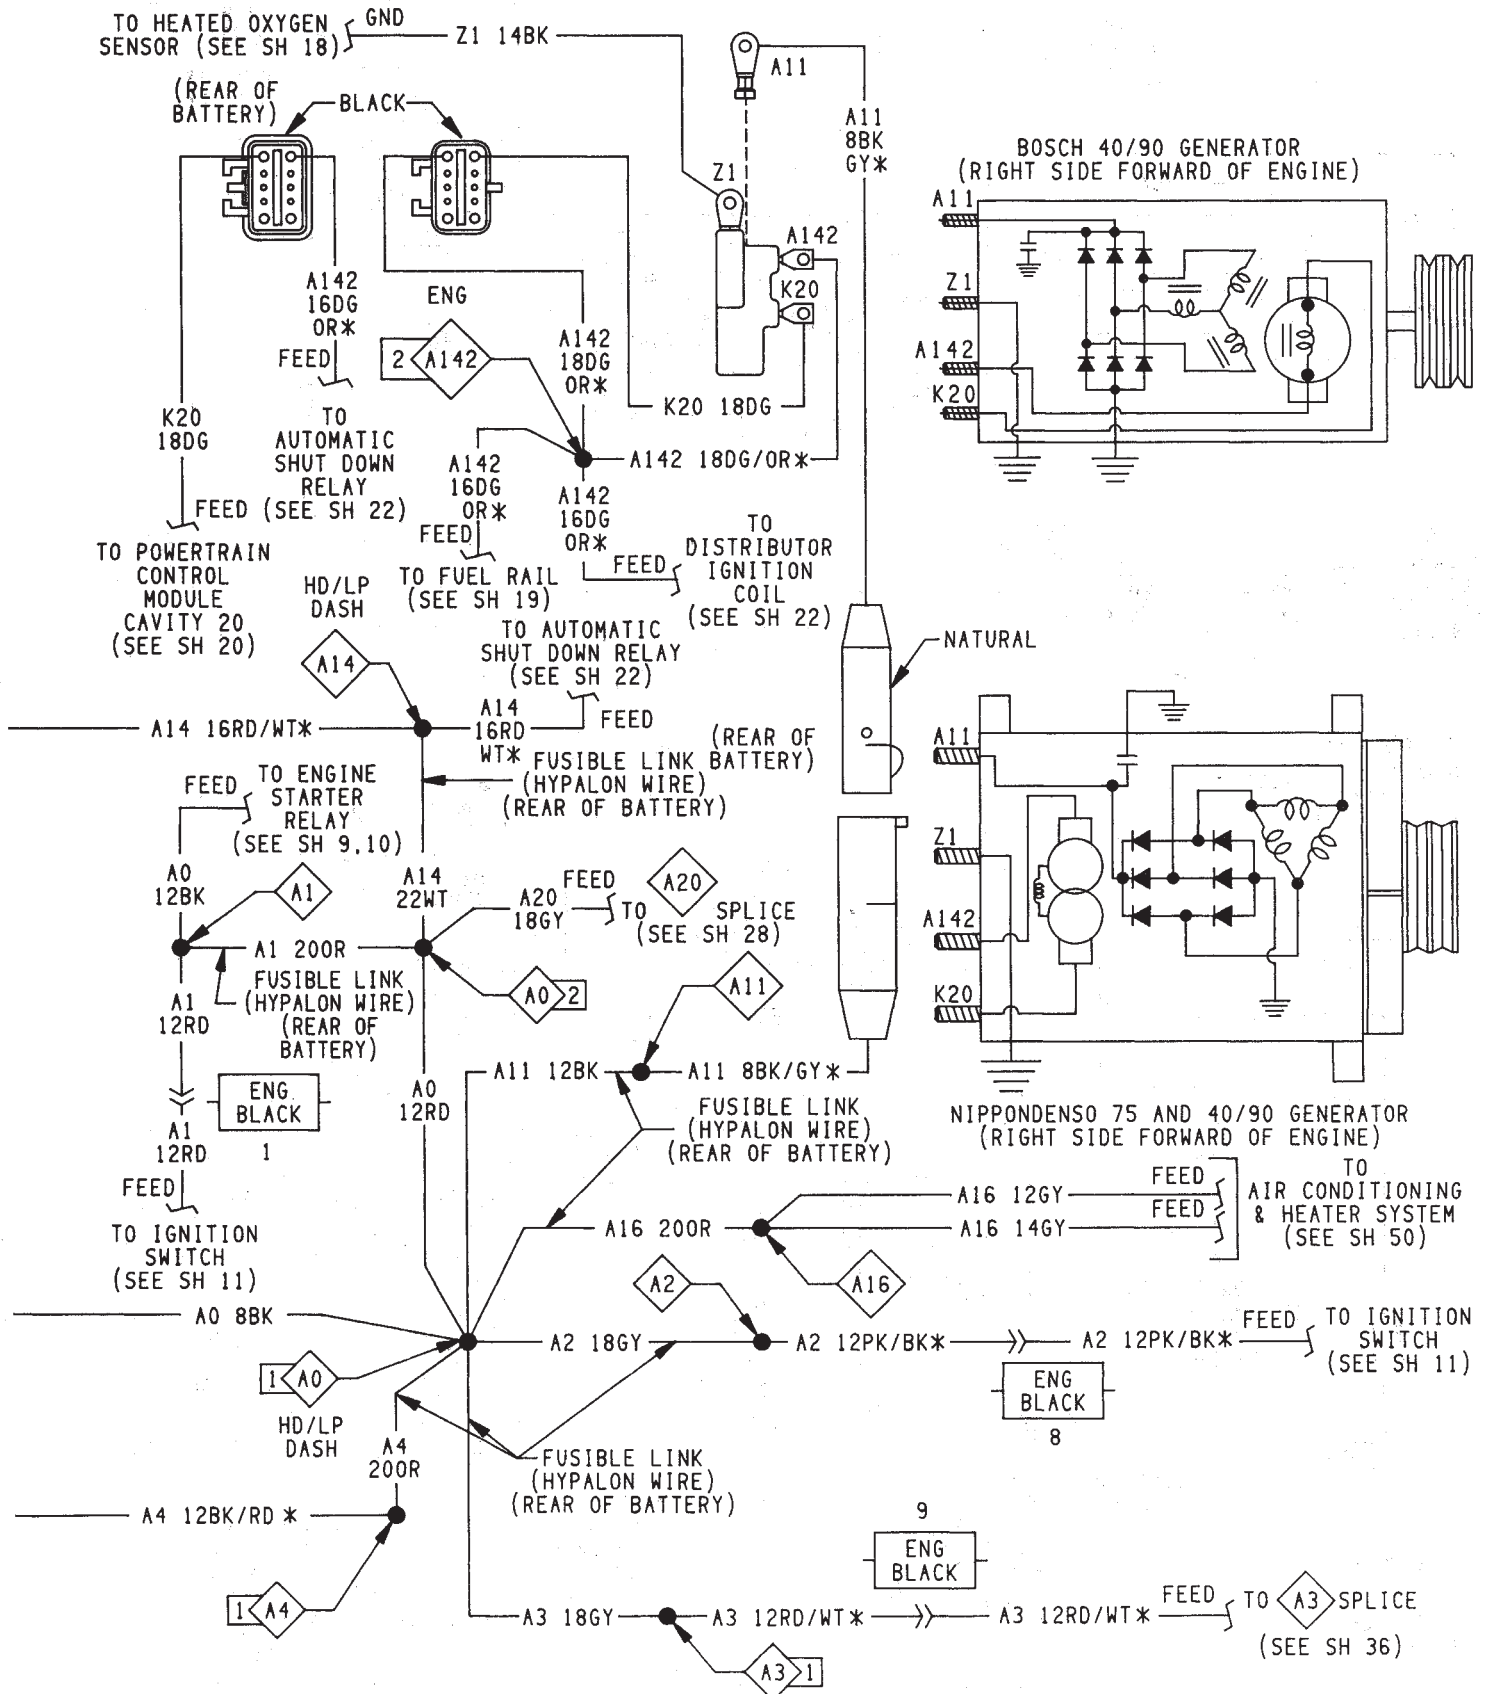 TO HEATED OXYGEN
SENSOR (SEE SH 18)
GND
Z1 14BK
A11
(REAR OF
BATTERY)
BLACK
A11
8BK
GY*
Z1
A142
K20
A142
16DG
OR*
FEED
ENG
2 A142
A142
18DG
OR*
K20 18DG
K20
18DG
FEED
TO
AUTOMATIC
SHUT DOWN
RELAY
(SEE SH 22)
A142 18DG/OR*
A142
16DG
OR*
FEED
A142
16DG
OR*
FEED
TO
DISTRIBUTOR
IGNITION
COIL
(SEE SH 22)
TO POWERTRAIN
CONTROL
MODULE
CAVITY 20
(SEE SH 20)
HD/LP
DASH
TO FUEL RAIL
(SEE SH 19)
BOSCH 40/90 GENERATOR
(RIGHT SIDE FORWARD OF ENGINE)
A11
Z1
A142
K20
A14
TO AUTOMATIC
SHUT DOWN RELAY
(SEE SH 22)
FEED
NATURAL
A14 16RD/WT*
A14
16RD
WT*
(REAR OF
BATTERY)
FUSIBLE LINK
(HYPALON WIRE)
(REAR OF BATTERY)
FEED
TO ENGINE
STARTER
RELAY
(SEE SH 9,10)
A0
12BK
A1
A14
22WT
A20
18GY
FEED
TO A20 SPLICE
(SEE SH 28)
A1 20OR
FUSIBLE LINK
(HYPALON WIRE)
(REAR OF
BATTERY)
A0 2
A11
A1
12RD
ENG
BLACK
1
A1
12RD
FEED
TO IGNITION
SWITCH
(SEE SH 11)
A0
12RD
A11 12BK
A11 8BK/GY*
FUSIBLE LINK
(HYPALON WIRE)
(REAR OF BATTERY)
A11
Z1
A142
K20
NIPPONDENSO 75 AND 40/90 GENERATOR
(RIGHT SIDE FORWARD OF ENGINE)
A16 12GY
FEED
A16 20OR
A16 14GY
FEED
TO
AIR CONDITIONING
& HEATER SYSTEM
(SEE SH 50)
A16
A2
A0 8BK
A2 18GY
A2 12PK/BK*
A2 12PK/BK*
FEED
TO IGNITION
SWITCH
(SEE SH 11)
ENG
BLACK
8
1 A0
HD/LP
DASH
A4
20OR
FUSIBLE LINK
(HYPALON WIRE)
(REAR OF BATTERY)
A4 12BK/RD *
1 A4
9
ENG
BLACK
A3 18GY
A3 12RD/WT*
A3 12RD/WT*
FEED
TO A3 SPLICE
(SEE SH 36)
A3 1